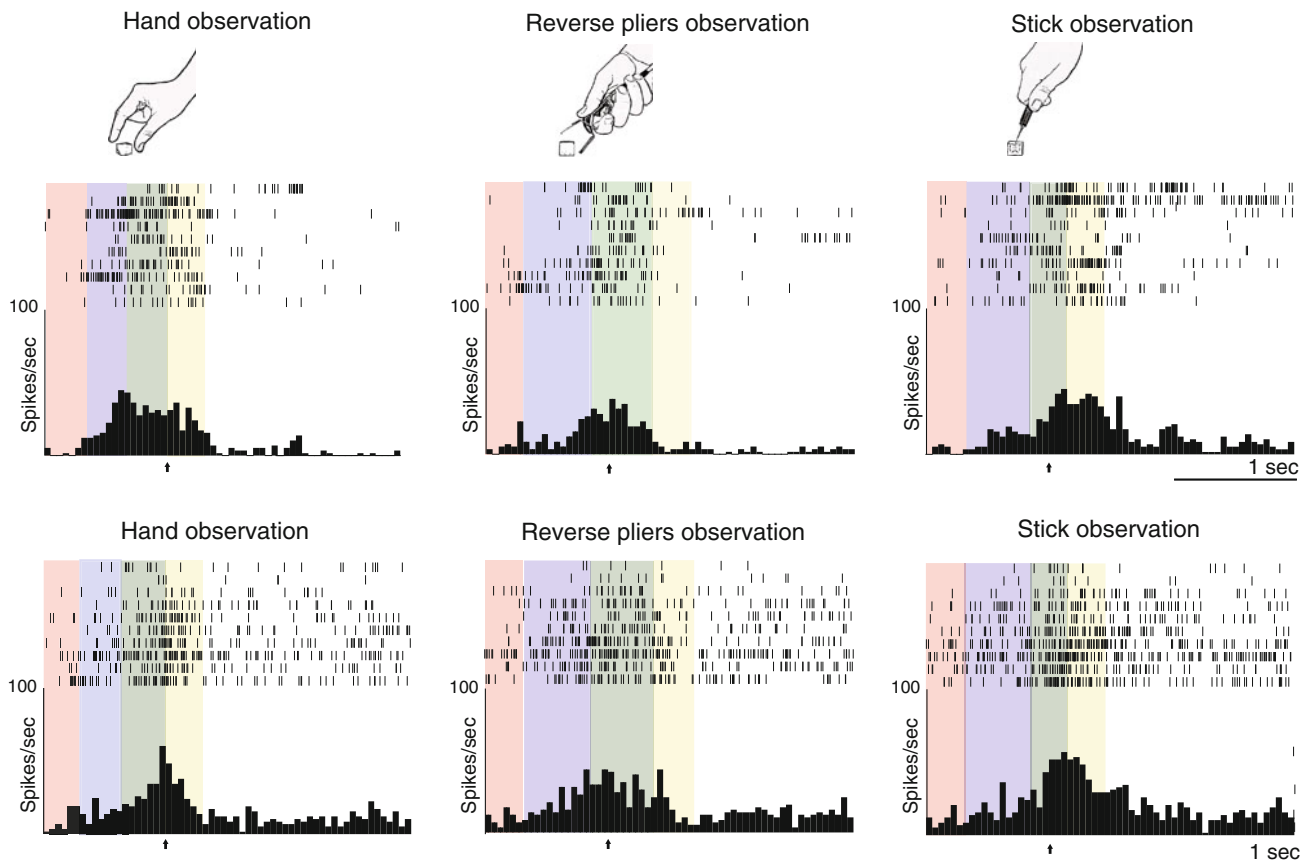 Hand observation
Reverse pliers observation
Stick observation
100
Spikes/sec
100
Spikes/sec
100
Spikes/sec
1 sec
Hand observation
Reverse pliers observation
Stick observation
100
Spikes/sec
100
Spikes/sec
100
Spikes/sec
1 sec